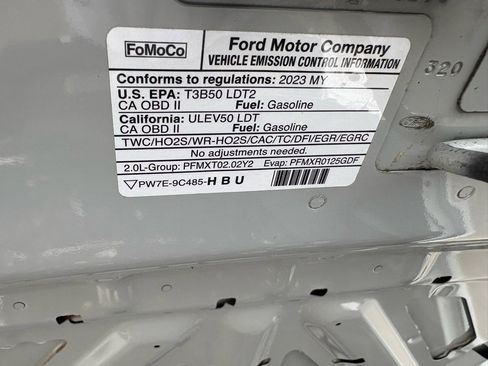 FoMoCo
Ford Motor Company
VEHICLE EMISSION CONTROL INFORMATION
Conforms to regulations: 2023 MY
U.S. EPA: T3B50 LDT2
CA OBD II Fuel: Gasoline
California: ULEV50 LDT
CA OBD II Fuel: Gasoline
TWC/HO2S/WR-HO2S/CAC/TC/DFI/EGR/EGRC
No adjustments needed.
2.0L-Group: PFMXT02.02Y2 Evap: PFMXR0125GDF
PW7E-9C485-HBU
320